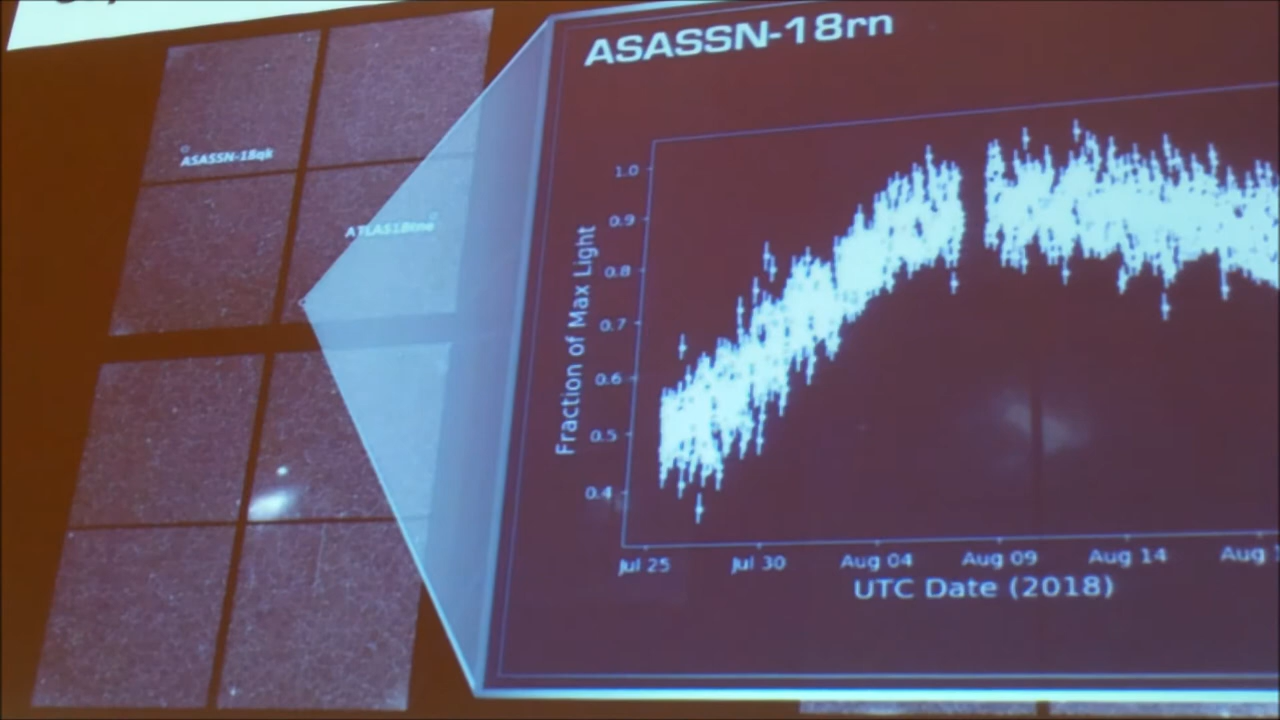 ASASSN-18rn
ASASSN-18qk
1.0
0.9
0.8
0.7
0.6
0.5
0.4
Fraction of Max Light
Jul 25
Jul 30
Aug 04
Aug 09
Aug 14
Aug
UTC Date (2018)